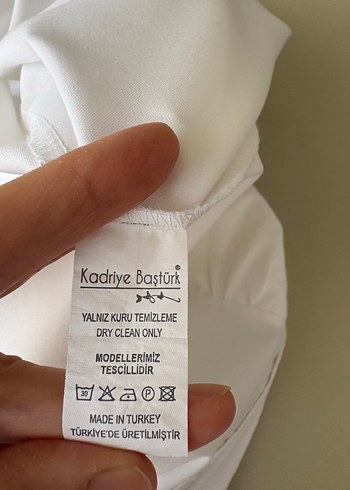 Kadriye Baştürk®
YALNIZ KURU TEMİZLEME
DRY CLEAN ONLY
MODELLERİMİZ
TESCİLLİDİR
30 P
MADE IN TURKEY
TÜRKİYE'DE ÜRETİLMİŞTİR